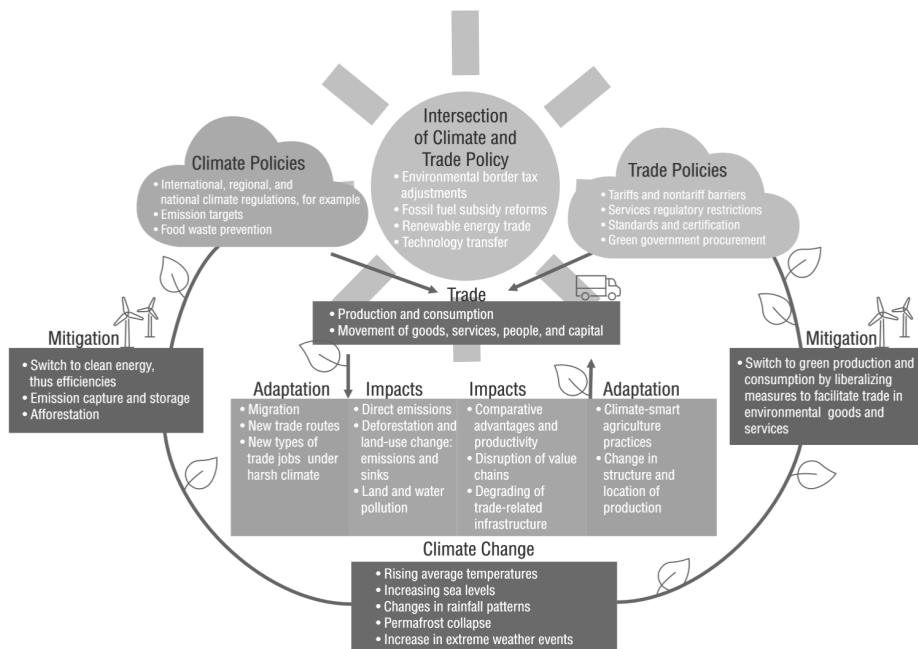 Intersection
of Climate and
Trade Policy
• Environmental border tax
adjustments
• Fossil fuel subsidy reforms
• Renewable energy trade
• Technology transfer
Climate Policies
• International, regional, and
national climate regulations, for example
• Emission targets
• Food waste prevention
Trade Policies
• Tariffs and nontariff barriers
• Services regulatory restrictions
• Standards and certification
• Green government procurement
Trade
• Production and consumption
• Movement of goods, services, people, and capital
Mitigation
• Switch to clean energy,
thus efficiencies
• Emission capture and storage
• Afforestation
Mitigation
• Switch to green production and
consumption by liberalizing
measures to facilitate trade in
environmental goods and
services
Adaptation
• Migration
• New trade routes
• New types of
trade jobs under
harsh climate
Impacts
• Direct emissions
• Deforestation and
land-use change:
emissions and
sinks
• Land and water
pollution
Impacts
• Comparative
advantages and
productivity
• Disruption of value
chains
• Degrading of
trade-related
infrastructure
Adaptation
• Climate-smart
agriculture
practices
• Change in
structure and
location of
production
Climate Change
• Rising average temperatures
• Increasing sea levels
• Changes in rainfall patterns
• Permafrost collapse
• Increase in extreme weather events